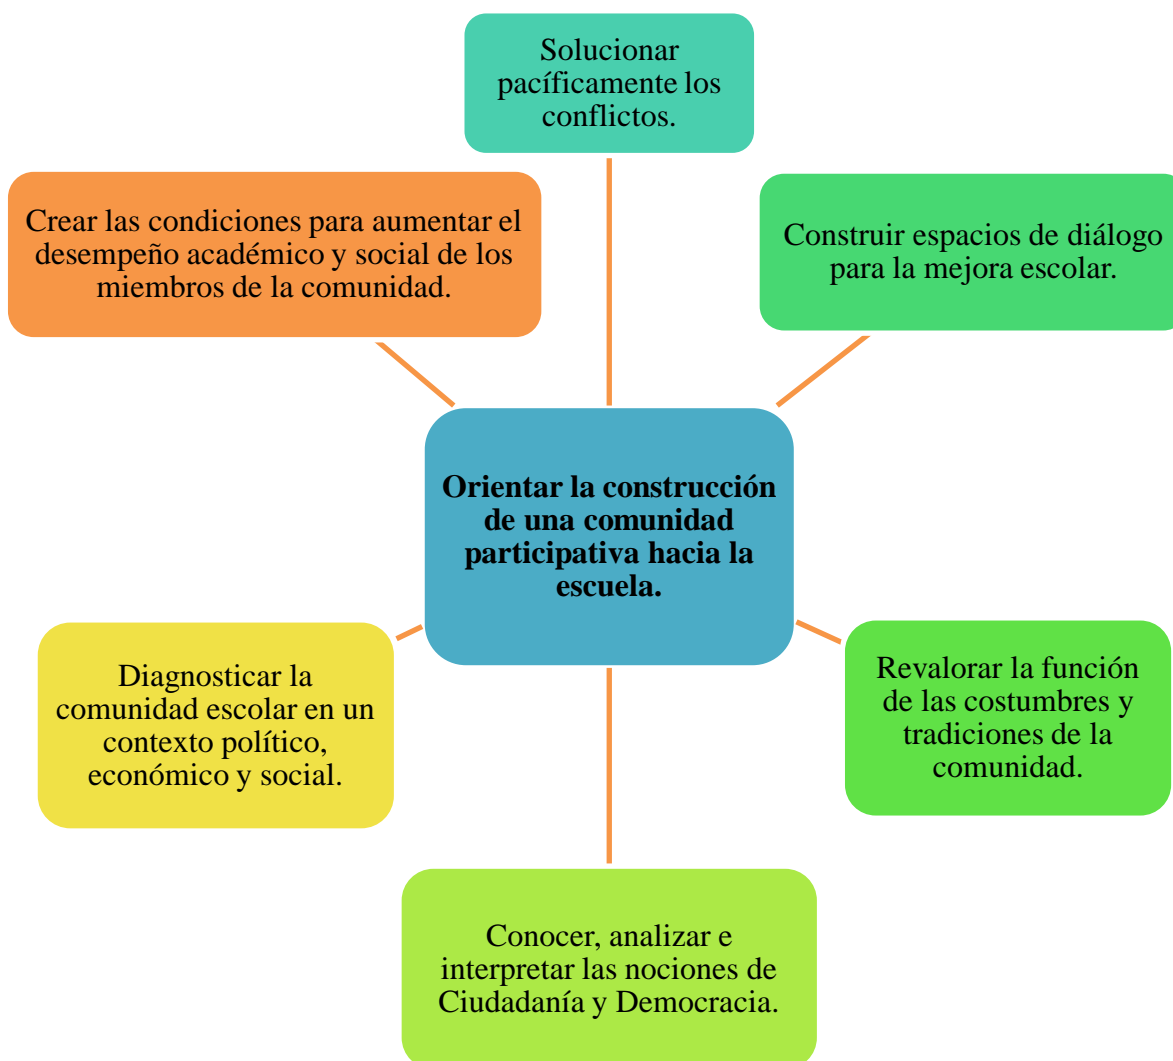 Solucionar
pacíficamente los
conflictos.
Crear las condiciones para aumentar el
desempeño académico y social de los
miembros de la comunidad.
Construir espacios de diálogo
para la mejora escolar.
Orientar la construcción
de una comunidad
participativa hacia la
escuela.
Diagnosticar la
comunidad escolar en un
contexto político,
económico y social.
Revalorar la función
de las costumbres y
tradiciones de la
comunidad.
Conocer, analizar e
interpretar las nociones de
Ciudadanía y Democracia.